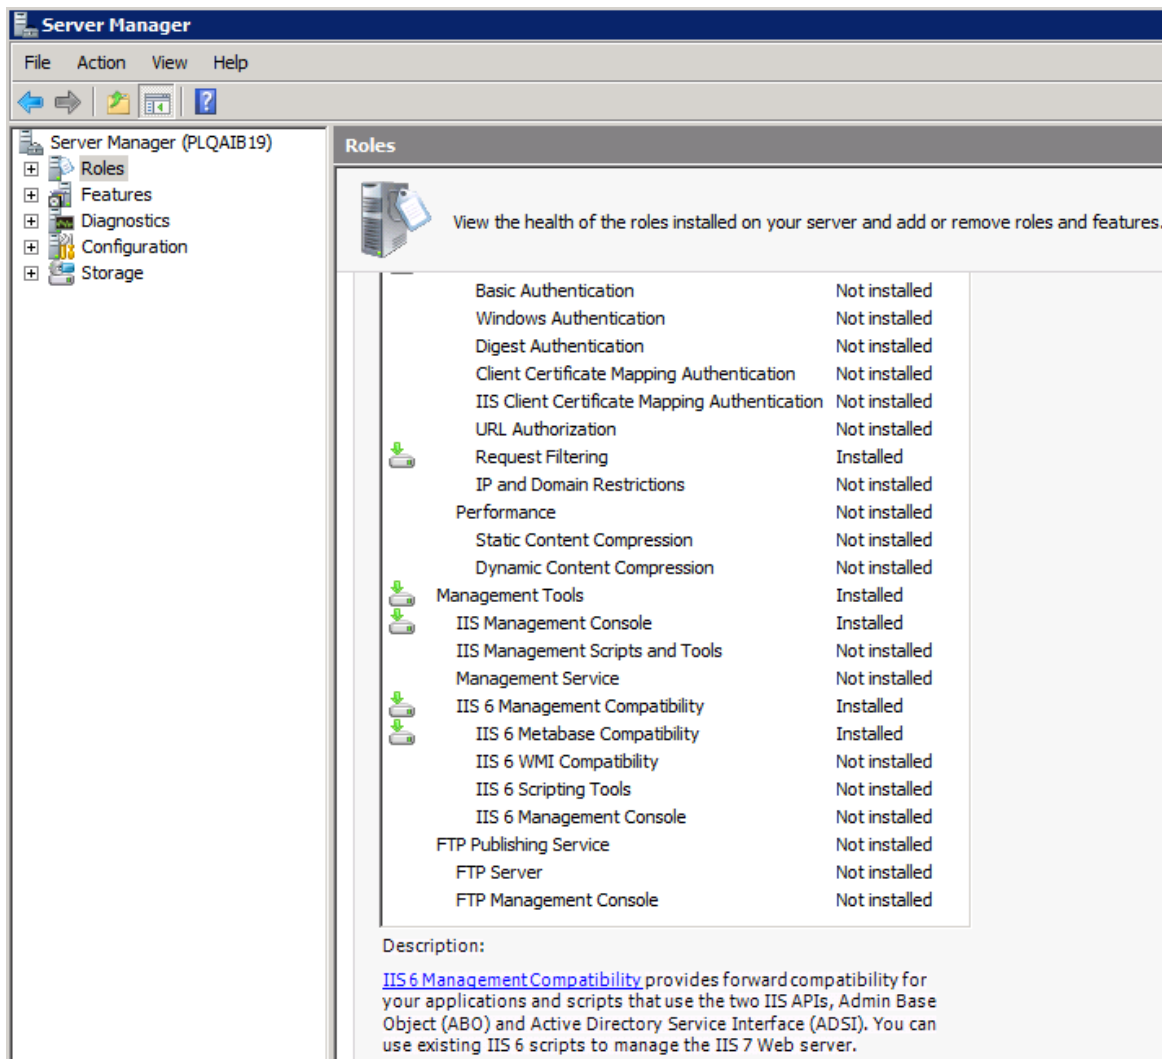 Server Manager
File Action View Help
Server Manager (PLQAIB19)
Roles
Features
Diagnostics
Configuration
Storage
Roles
View the health of the roles installed on your server and add or remove roles and features.
Basic Authentication Not installed
Windows Authentication Not installed
Digest Authentication Not installed
Client Certificate Mapping Authentication Not installed
IIS Client Certificate Mapping Authentication Not installed
URL Authorization Not installed
Request Filtering Installed
IP and Domain Restrictions Not installed
Performance Not installed
Static Content Compression Not installed
Dynamic Content Compression Not installed
Management Tools Installed
IIS Management Console Installed
IIS Management Scripts and Tools Not installed
Management Service Not installed
IIS 6 Management Compatibility Installed
IIS 6 Metabase Compatibility Installed
IIS 6 WMI Compatibility Not installed
IIS 6 Scripting Tools Not installed
IIS 6 Management Console Not installed
FTP Publishing Service Not installed
FTP Server Not installed
FTP Management Console Not installed
Description:
IIS 6 Management Compatibility provides forward compatibility for
your applications and scripts that use the two IIS APIs, Admin Base
Object (ABO) and Active Directory Service Interface (ADSI). You can
use existing IIS 6 scripts to manage the IIS 7 Web server.